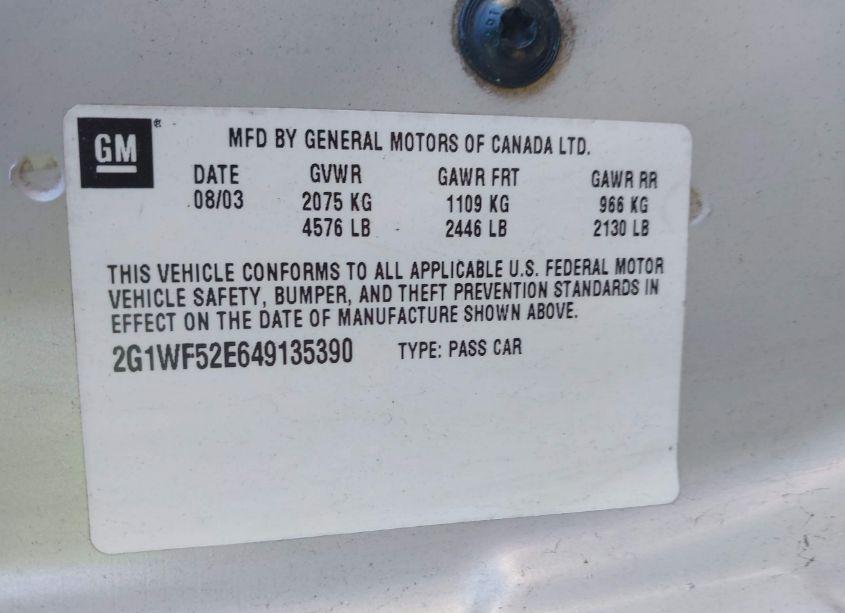 GM®
MFD BY GENERAL MOTORS OF CANADA LTD.
DATE GVWR GAWR FRT GAWR RR
08/03 2075 KG 1109 KG 966 KG
4576 LB 2446 LB 2130 LB
THIS VEHICLE CONFORMS TO ALL APPLICABLE U.S. FEDERAL MOTOR
VEHICLE SAFETY, BUMPER, AND THEFT PREVENTION STANDARDS IN
EFFECT ON THE DATE OF MANUFACTURE SHOWN ABOVE.
2G1WF52E649135390 TYPE: PASS CAR